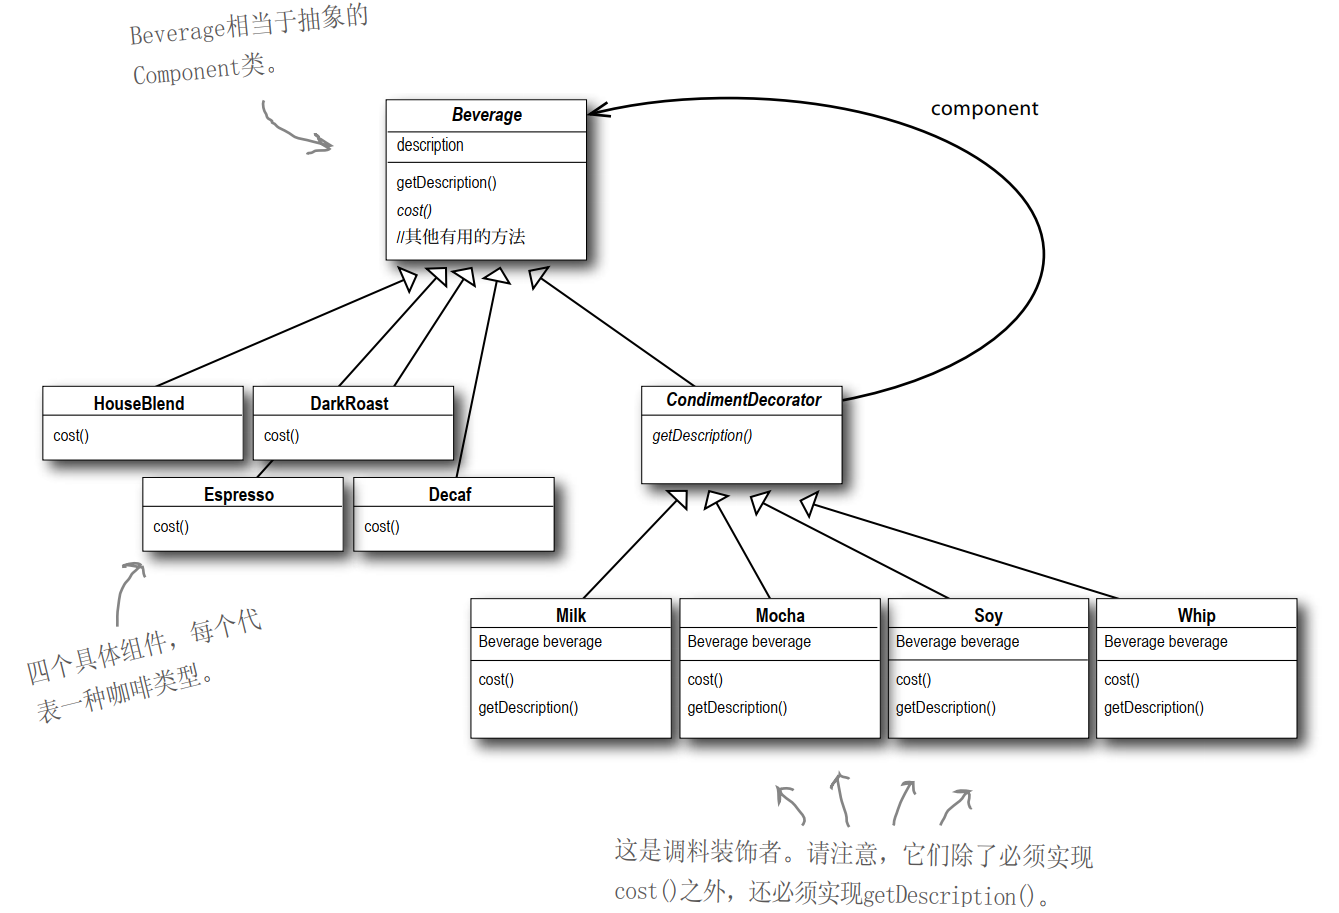 Beverage相当于抽象的
Component类。
component
Beverage
description
getDescription()
cost()
//其他有用的方法
HouseBlend
cost()
DarkRoast
cost()
CondimentDecorator
getDescription()
Espresso
cost()
Decaf
cost()
四个具体组件，每个代
表一种咖啡类型。
Milk
Beverage beverage
cost()
getDescription()
Mocha
Beverage beverage
cost()
getDescription()
Soy
Beverage beverage
cost()
getDescription()
Whip
Beverage beverage
cost()
getDescription()
这是调料装饰者。请注意，它们除了必须实现
cost()之外，还必须实现getDescription()。